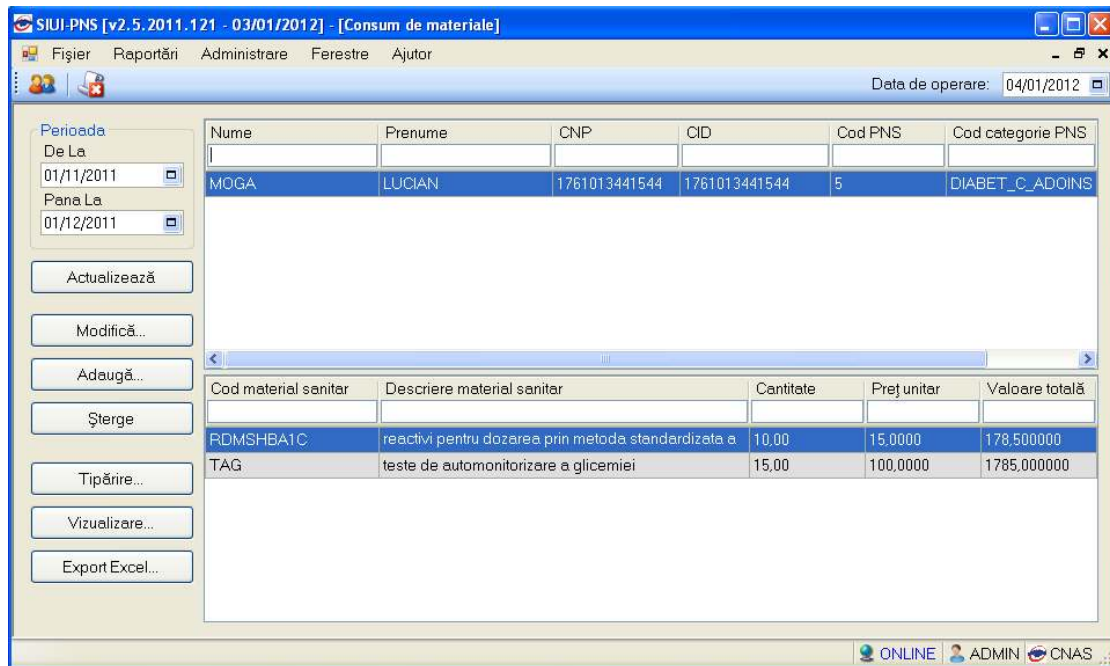 SIUI-PNS [v2.5.2011.121 - 03/01/2012] - [Consum de materiale]
Fişier Raportări Administrare Ferestre Ajutor
Data de operare: 04/01/2012
Perioada
De La
01/11/2011
Pana La
01/12/2011
Actualizează
Modifică...
Adaugă...
Şterge
Tipărire...
Vizualizare...
Export Excel...
Nume Prenume CNP CID Cod PNS Cod categorie PNS
MOGA LUCIAN 1761013441544 1761013441544 5 DIABET_C_ADOINS
Cod material sanitar Descriere material sanitar Cantitate Preţ unitar Valoare totală
RDMSHBA1C reactivi pentru dozarea prin metoda standardizata a 10,00 15,0000 178,500000
TAG teste de automonitorizare a glicemiei 15,00 100,0000 1785,000000
ONLINE ADMIN CNAS